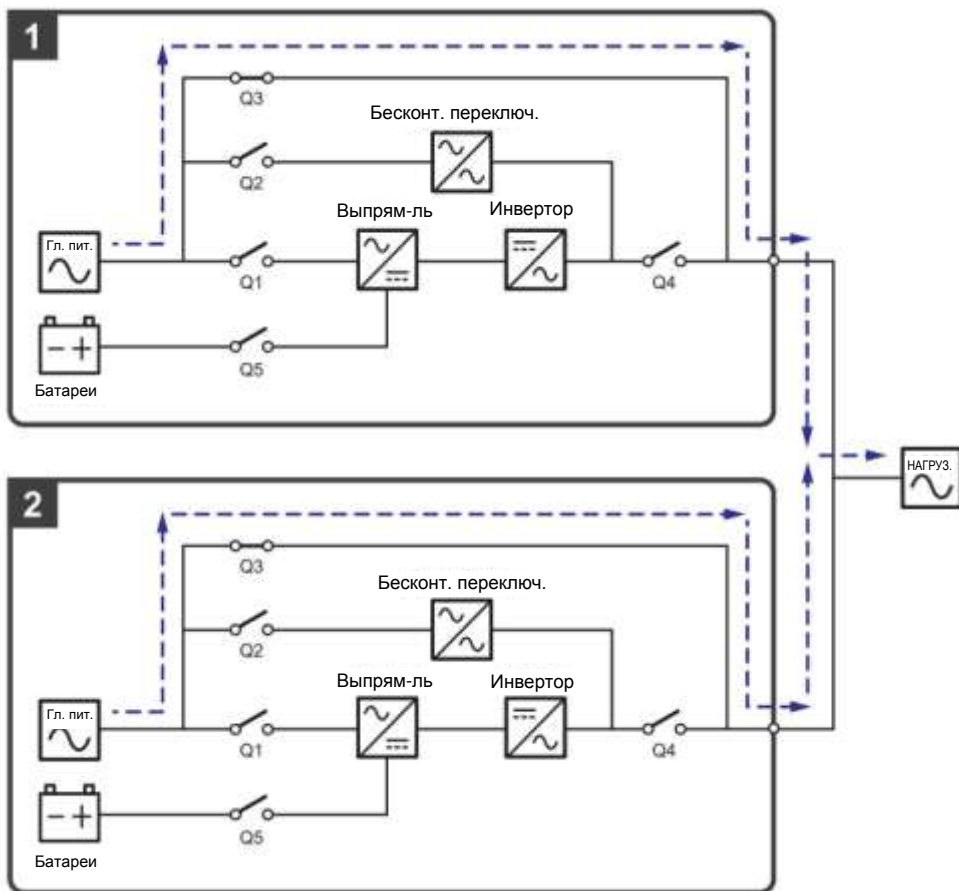 1
Q3
Бесконт. переключ.
Q2
Выпрям-ль
Инвертор
Гл. пит.
Q1
Q4
Батареи
Q5
НАГРУЗ.
2
Q3
Бесконт. переключ.
Q2
Выпрям-ль
Инвертор
Гл. пит.
Q1
Q4
Батареи
Q5